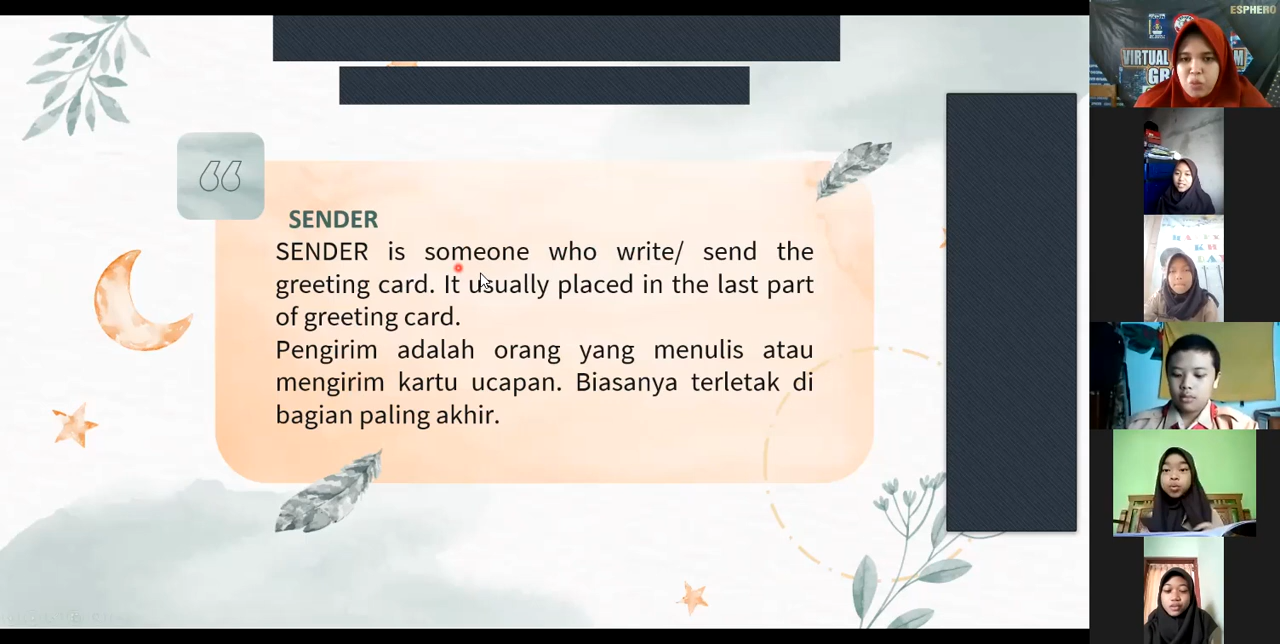 ESPHERO
VIRTUAL
GR
SENDER
SENDER is someone who write/ send the
greeting card. It usually placed in the last part
of greeting card.
Pengirim adalah orang yang menulis atau
mengirim kartu ucapan. Biasanya terletak di
bagian paling akhir.